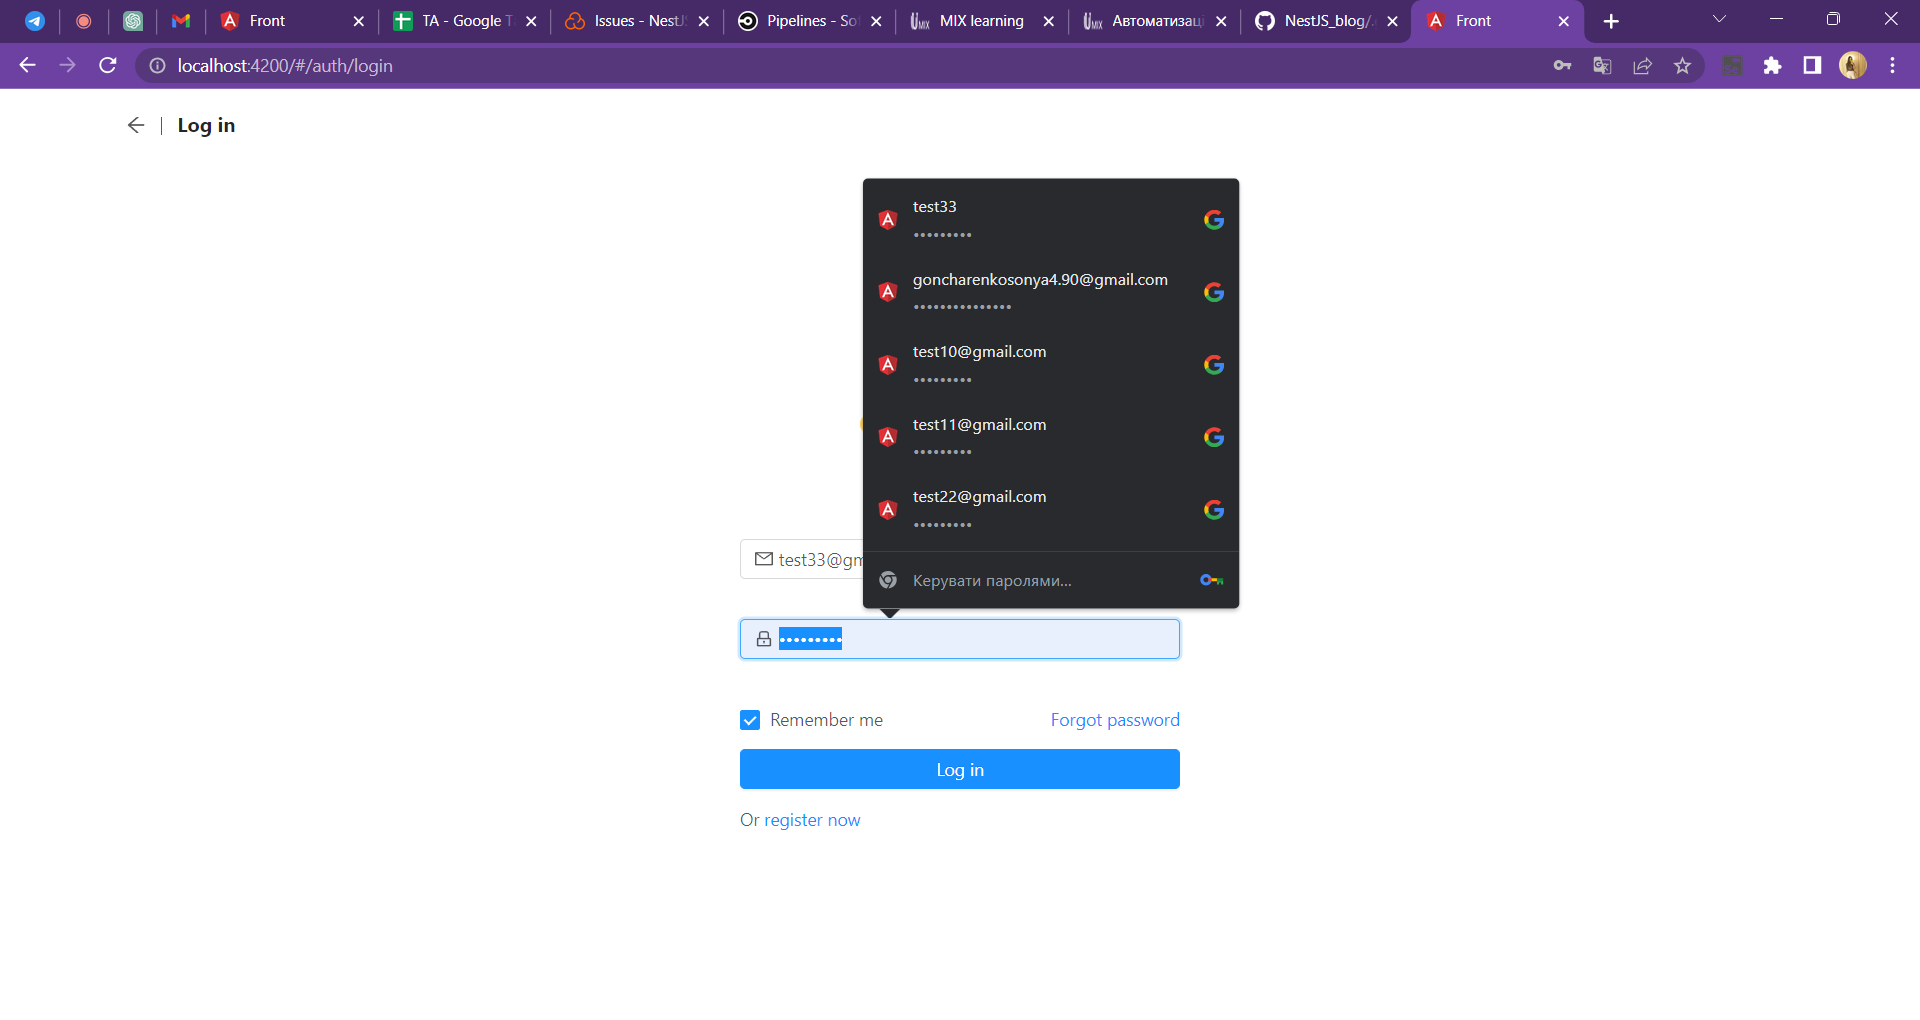 Front
TA - Google T
Issues - NestJS
Pipelines - So
MIX learning
Автоматизац
NestJS_blog/.
Front
localhost:4200/#/auth/login
Log in
test33
•••••••••
goncharenkosonya4.90@gmail.com
•••••••••••••••
test10@gmail.com
•••••••••
test11@gmail.com
•••••••••
test22@gmail.com
•••••••••
Керувати паролями...
test33@gm
•••••••••
Remember me
Forgot password
Log in
Or register now